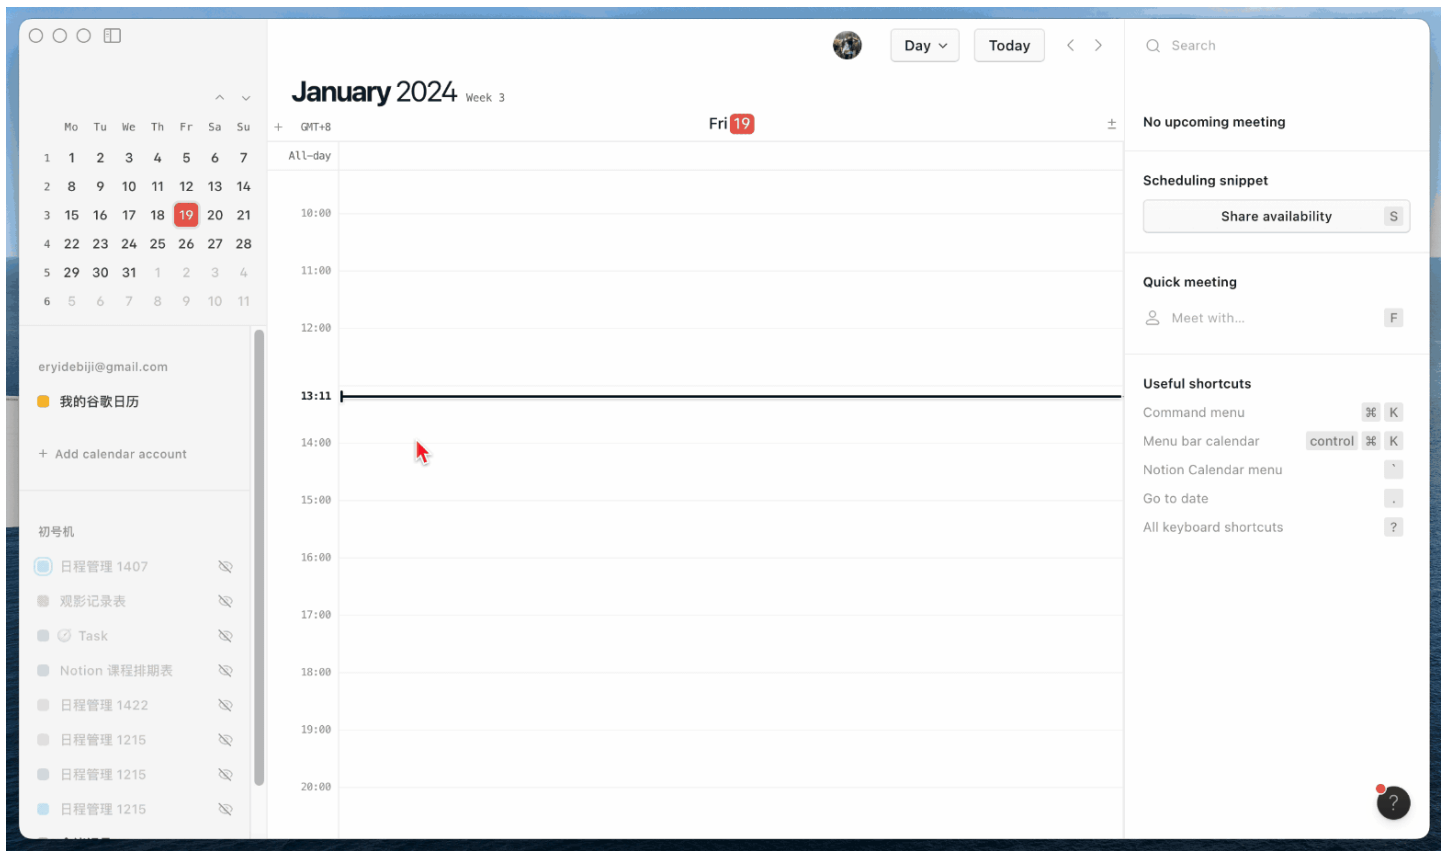 Day
Today
Search
January 2024 Week 3
Mo Tu We Th Fr Sa Su
1 1 2 3 4 5 6 7
2 8 9 10 11 12 13 14
3 15 16 17 18 19 20 21
4 22 23 24 25 26 27 28
5 29 30 31 1 2 3 4
6 5 6 7 8 9 10 11
eryidebiji@gmail.com
我的谷歌日历
+ Add calendar account
初号机
日程管理 1407
观影记录表
Task
Notion 课程排期表
日程管理 1422
日程管理 1215
日程管理 1215
日程管理 1215
+ GMT+8
Fri 19
±
All-day
10:00
11:00
12:00
13:11
14:00
15:00
16:00
17:00
18:00
19:00
20:00
No upcoming meeting
Scheduling snippet
Share availability S
Quick meeting
Meet with... F
Useful shortcuts
Command menu ⌘ K
Menu bar calendar control ⌘ K
Notion Calendar menu `
Go to date .
All keyboard shortcuts ?
?